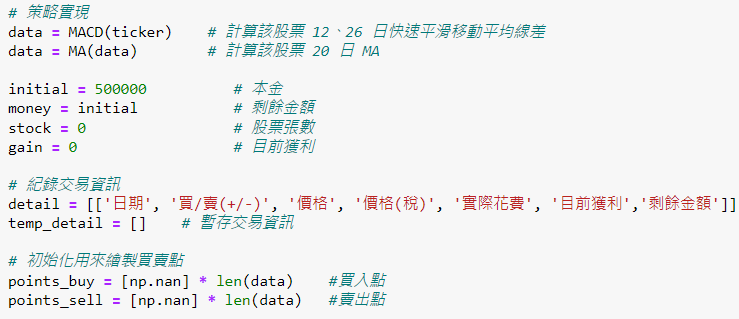 # 策略實現
data = MACD(ticker)    # 計算該股票 12、26 日快速平滑移動平均線差
data = MA(data)        # 計算該股票 20 日 MA
initial = 500000          # 本金
money = initial           # 剩餘金額
stock = 0                 # 股票張數
gain = 0                  # 目前獲利
# 紀錄交易資訊
detail = [['日期', '買/賣(+/-)', '價格', '價格(稅)', '實際花費', '目前獲利','剩餘金額']]
temp_detail = []    # 暫存交易資訊
# 初始化用來繪製買賣點
points_buy = [np.nan] * len(data)    #買入點
points_sell = [np.nan] * len(data)   #賣出點